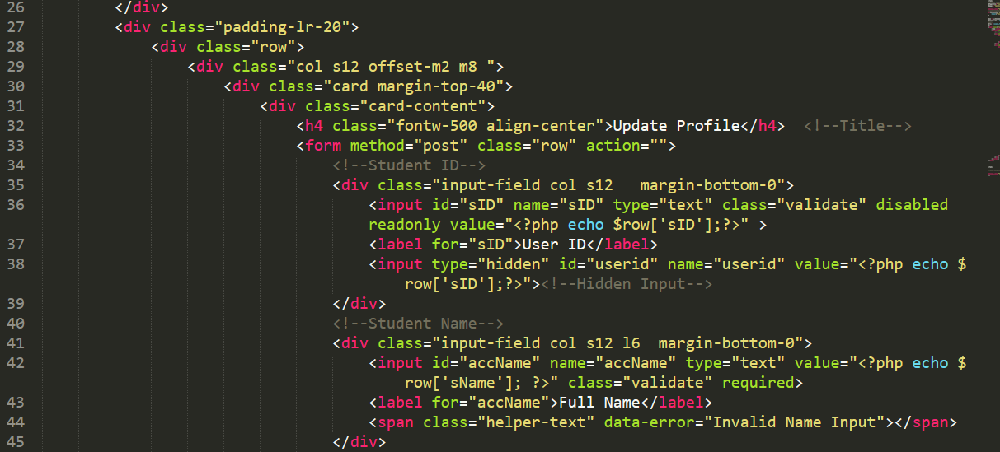 26 </div>
27 <div class="padding-lr-20">
28 <div class="row">
29 <div class="col s12 offset-m2 m8 ">
30 <div class="card margin-top-40">
31 <div class="card-content">
32 <h4 class="fontw-500 align-center">Update Profile</h4>  <!--Title-->
33 <form method="post" class="row" action="">
34 <!--Student ID-->
35 <div class="input-field col s12   margin-bottom-0">
36 <input id="sID" name="sID" type="text" class="validate" disabled
readonly value="<?php echo $row['sID'];?>" >
37 <label for="sID">User ID</label>
38 <input type="hidden" id="userid" name="userid" value="<?php echo $
row['sID'];?>"><!--Hidden Input-->
39 </div>
40 <!--Student Name-->
41 <div class="input-field col s12 l6  margin-bottom-0">
42 <input id="accName" name="accName" type="text" value="<?php echo $
row['sName']; ?>" class="validate" required>
43 <label for="accName">Full Name</label>
44 <span class="helper-text" data-error="Invalid Name Input"></span>
45 </div>